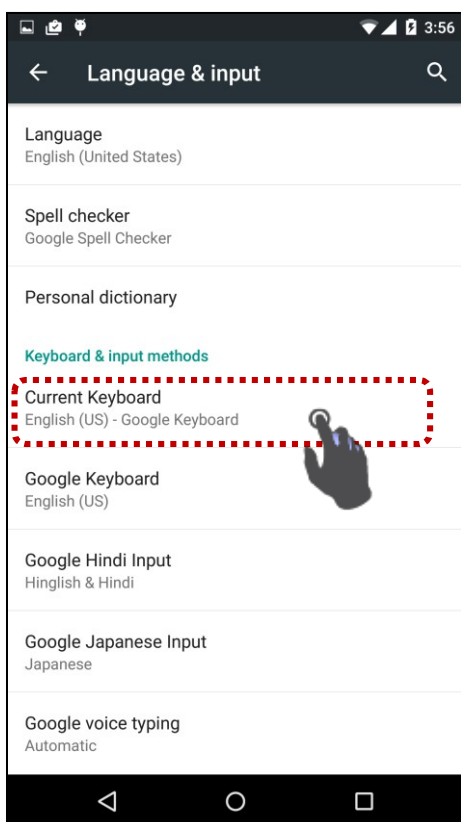 3:56
Language & input
Language
English (United States)
Spell checker
Google Spell Checker
Personal dictionary
Keyboard & input methods
Current Keyboard
English (US) - Google Keyboard
Google Keyboard
English (US)
Google Hindi Input
Hinglish & Hindi
Google Japanese Input
Japanese
Google voice typing
Automatic